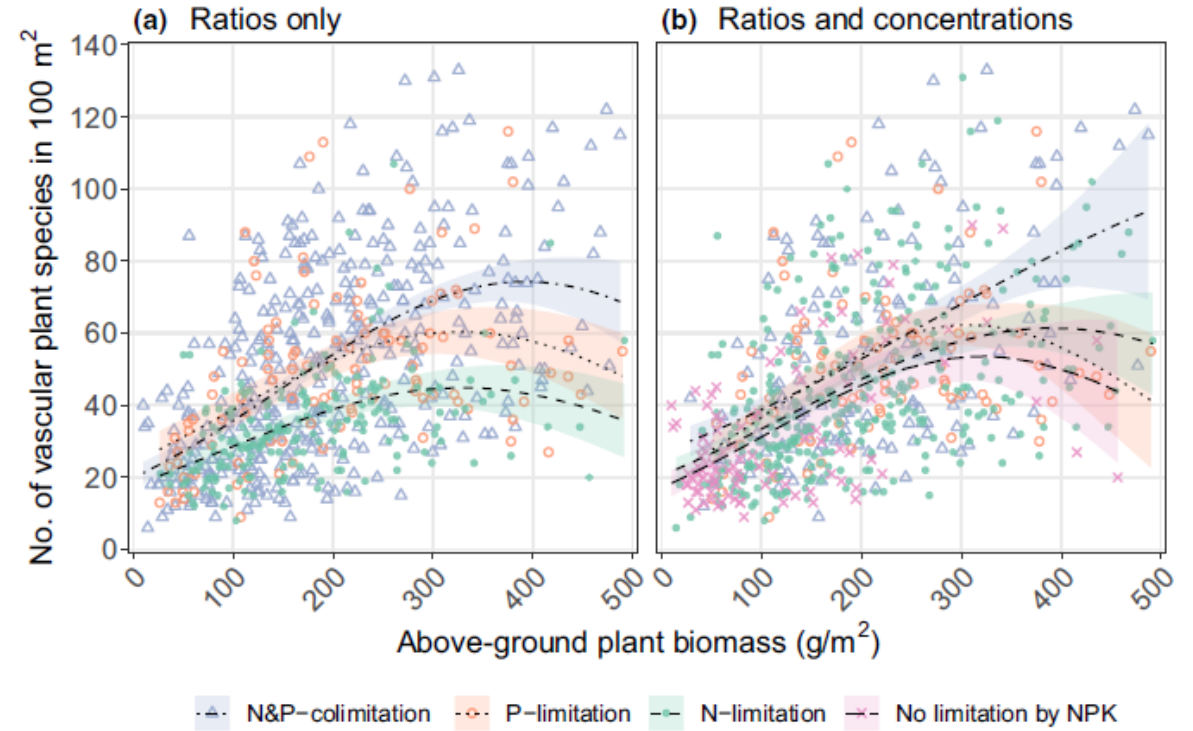 (a) Ratios only
(b) Ratios and concentrations
No. of vascular plant species in 100 m²
140
120
100
80
60
40
20
0
0 100 200 300 400 500
0 100 200 300 400 500
Above-ground plant biomass (g/m²)
N&P−colimitation P−limitation N−limitation No limitation by NPK